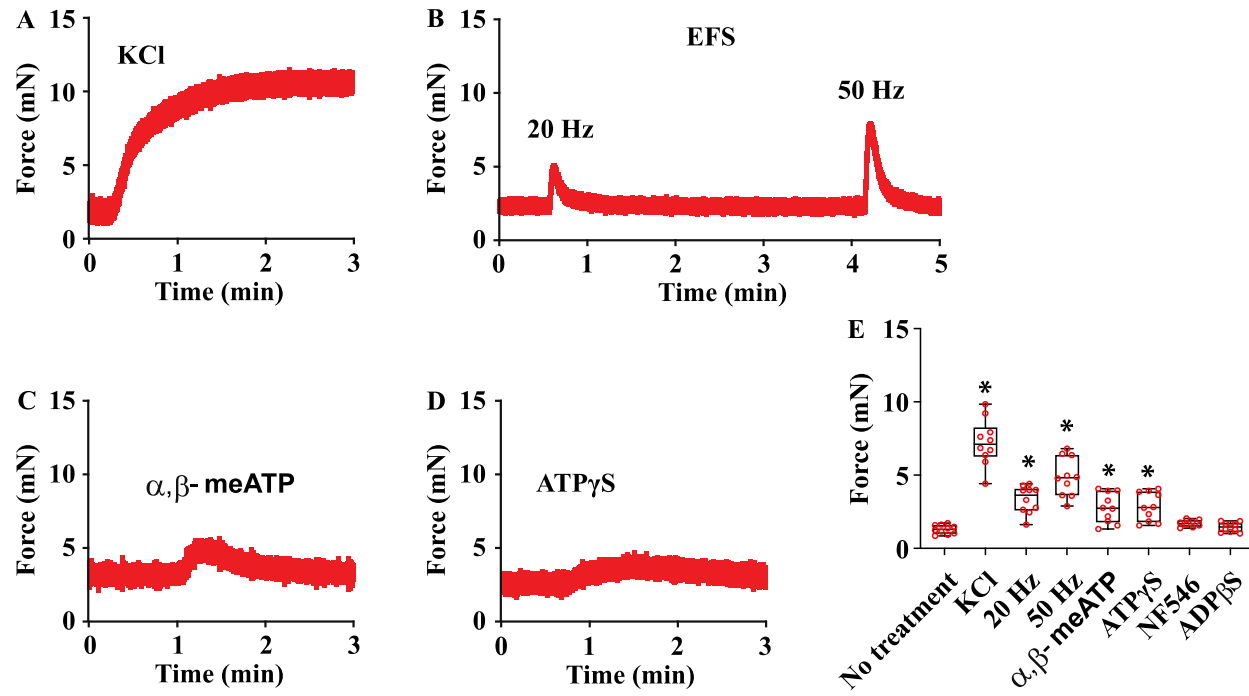 A
KCl
Force (mN)
15
10
5
0
0 1 2 3
Time (min)
B
EFS
20 Hz
50 Hz
Force (mN)
15
10
5
0
0 1 2 3 4 5
Time (min)
C
α,β- meATP
Force (mN)
15
10
5
0
0 1 2 3
Time (min)
D
ATPγS
Force (mN)
15
10
5
0
0 1 2 3
Time (min)
E
Force (mN)
15
10
5
0
* * * * *
No treatment
KCl
20 Hz
50 Hz
α,β- meATP
ATPγS
NF546
ADPβS